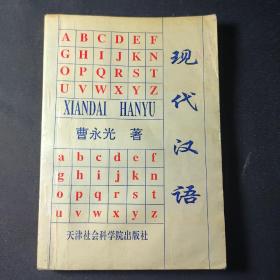 A B C D E F
G H I J K N
O P Q R S T
U V W X Y Z
XIANDAI HANYU
曹永光 著
a b c d e f
g h i j k n
o p q r s t
u v w x y z
天津社会科学院出版社
现代汉语